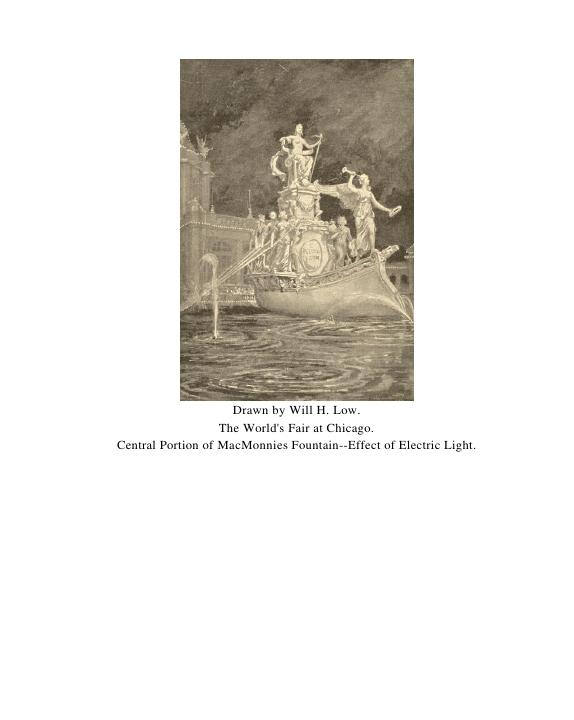 Drawn by Will H. Low.
The World's Fair at Chicago.
Central Portion of MacMonnies Fountain--Effect of Electric Light.